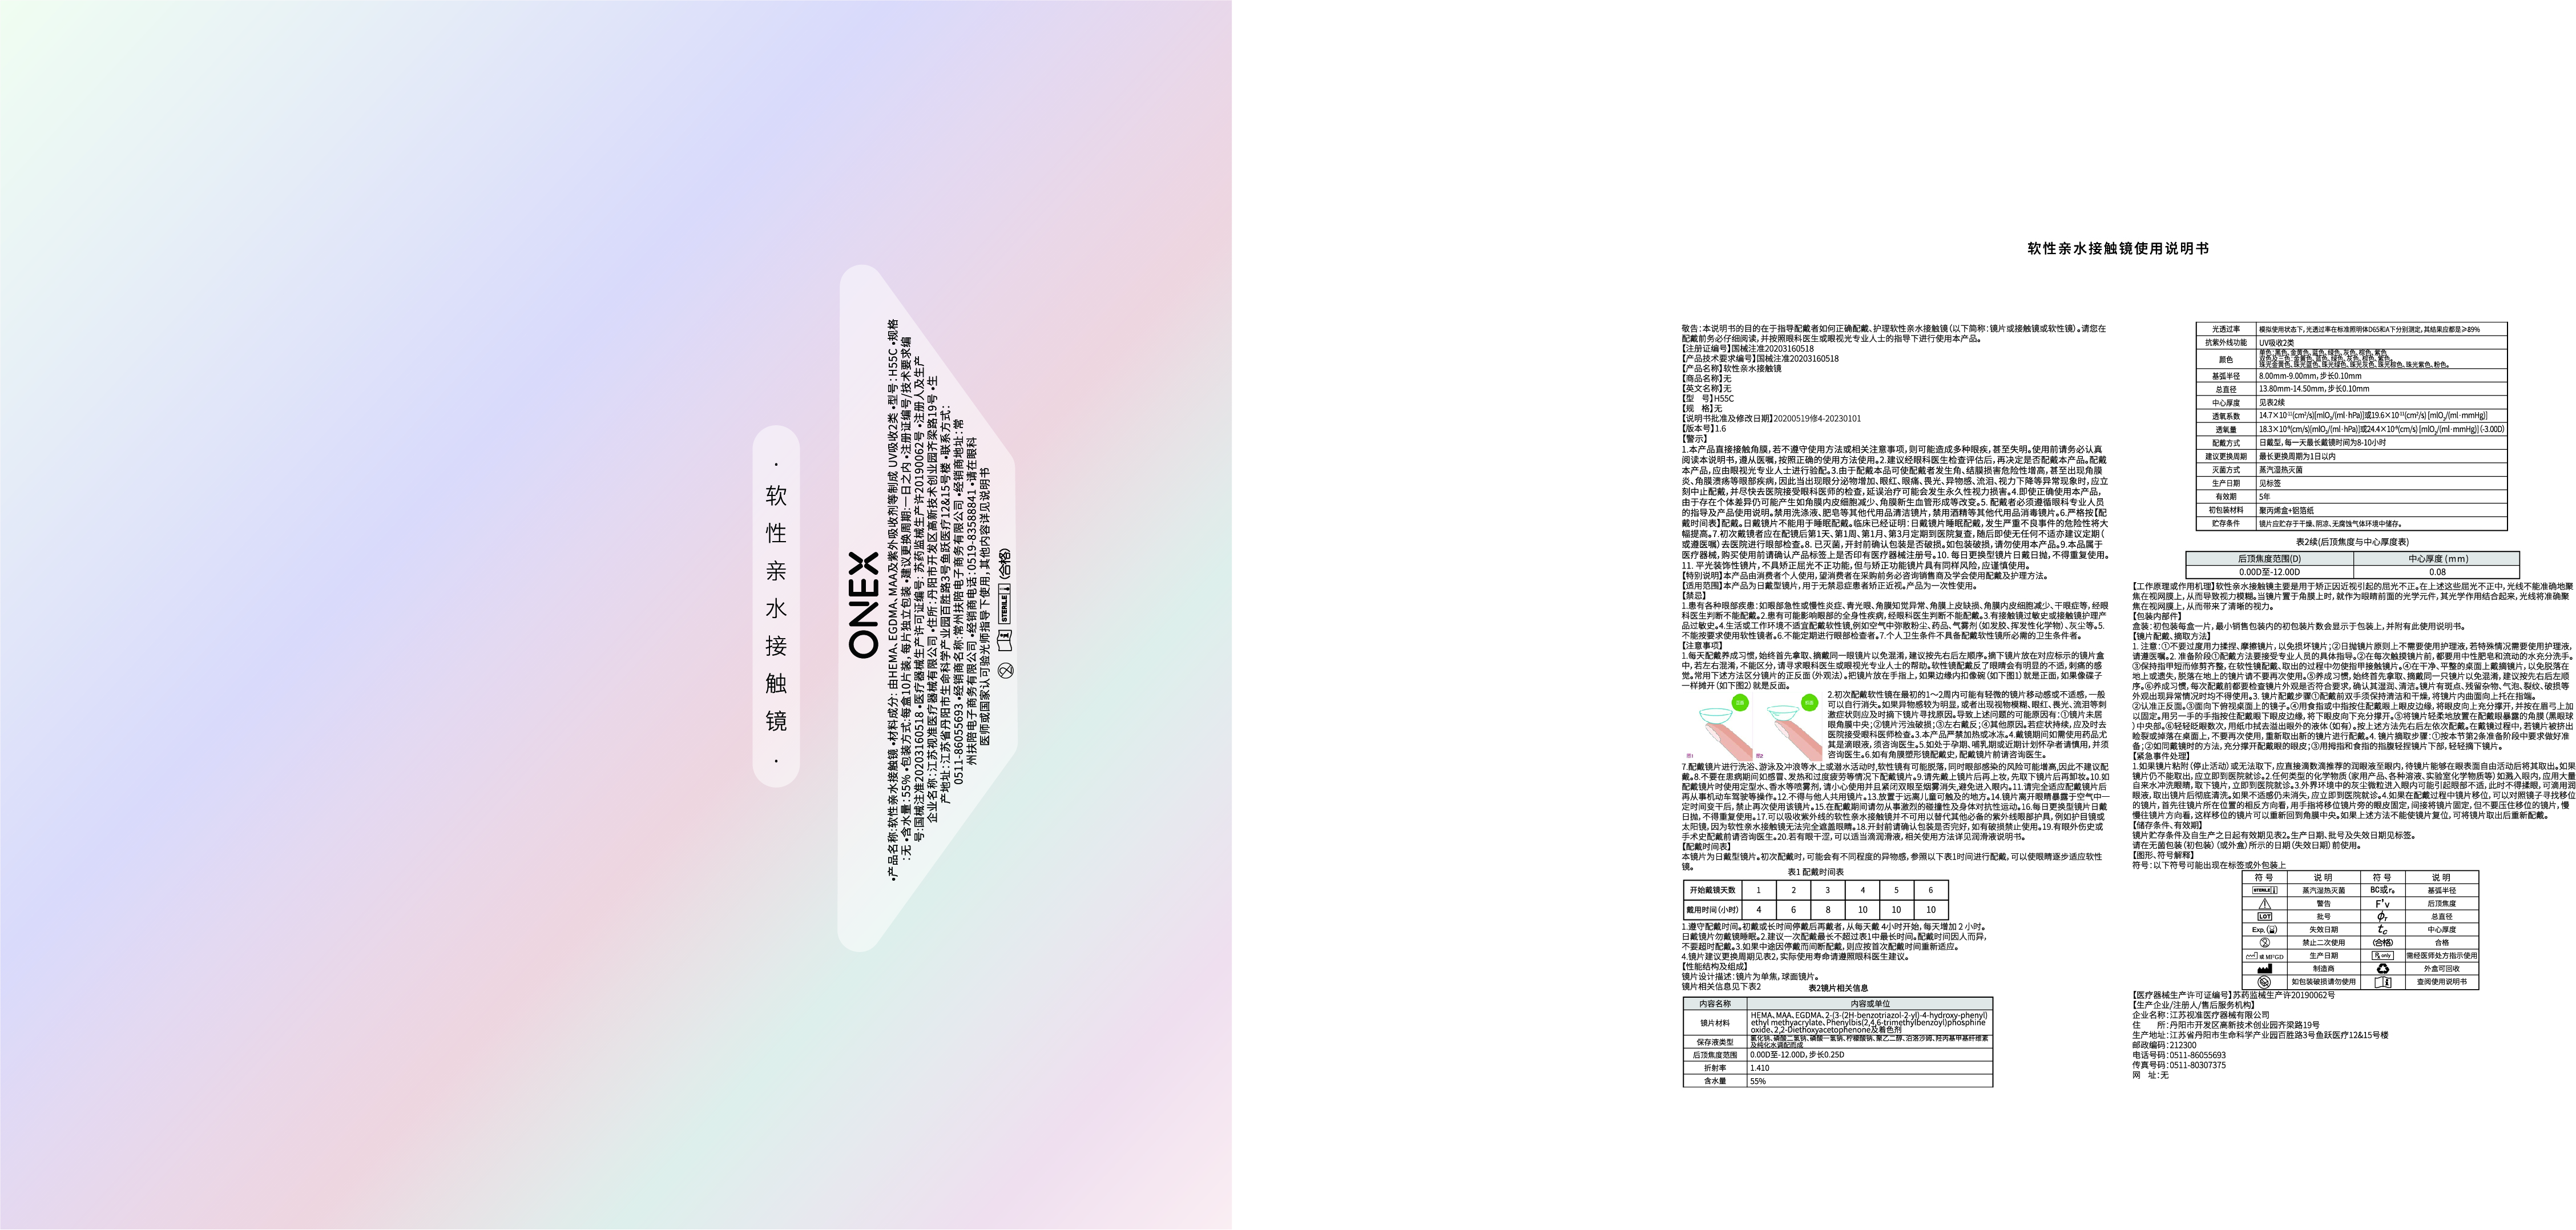 ·软性亲水接触镜·
ONEX
•产品名称:软性亲水接触镜 •材料成分: 由HEMA、EGDMA、MAA及紫外吸收剂等制成 UV吸收2类 •型号:H55C •规格
:无 •含水量:55% •包装方式:每盒10片装,每片独立包装 •建议更换周期:一日之内 •注册证编号/技术要求编
号:国械注准20203160518 •医疗器械生产许可证编号: 苏药监械生产许20190062号 •注册人及生产
企业名称:江苏视准医疗器械有限公司 •住所:丹阳市开发区高新技术创业园齐梁路19号 •生
产地址:江苏省丹阳市生命科学产业园百胜路3号鱼跃医疗12&15号楼 •联系方式:
0511-86055693 •经销商名称:常州扶陪电子商务有限公司 •经销商地址:常
州扶陪电子商务有限公司 •经销商电话:0519-83588841 •请在眼科
医师或国家认可验光师指导下使用,其他内容详见说明书
STERILE (合格)
软性亲水接触镜使用说明书
敬告:本说明书的目的在于指导配戴者如何正确配戴、护理软性亲水接触镜(以下简称:镜片或接触镜或软性镜)。请您在
配戴前务必仔细阅读,并按照眼科医生或眼视光专业人士的指导下进行使用本产品。
【注册证编号】国械注准20203160518
【产品技术要求编号】国械注准20203160518
【产品名称】软性亲水接触镜
【商品名称】无
【英文名称】无
【型 号】H55C
【规 格】无
【说明书批准及修改日期】20200519修4-20230101
【版本号】1.6
【警示】
1.本产品直接接触角膜,若不遵守使用方法或相关注意事项,则可能造成多种眼疾,甚至失明。使用前请务必认真
阅读本说明书,遵从医嘱,按照正确的使用方法使用。2.建议经眼科医生检查评估后,再决定是否配戴本产品。配戴
本产品,应由眼视光专业人士进行验配。3.由于配戴本品可使配戴者发生角、结膜损害危险性增高,甚至出现角膜
炎、角膜溃疡等眼部疾病,因此当出现眼分泌物增加、眼红、眼痛、畏光、异物感、流泪、视力下降等异常现象时,应立
刻中止配戴,并尽快去医院接受眼科医师的检查,延误治疗可能会发生永久性视力损害。4.即使正确使用本产品,
由于存在个体差异仍可能产生如角膜内皮细胞减少、角膜新生血管形成等改变。5. 配戴者必须遵循眼科专业人员
的指导及产品使用说明。禁用洗涤液、肥皂等其他代用品清洁镜片,禁用酒精等其他代用品消毒镜片。6.严格按【配
戴时间表】配戴。日戴镜片不能用于睡眠配戴。临床已经证明:日戴镜片睡眠配戴,发生严重不良事件的危险性将大
幅提高。7.初次戴镜者应在配镜后第1天、第1周、第1月、第3月定期到医院复查,随后即使无任何不适亦建议定期(
或遵医嘱)去医院进行眼部检查。8. 已灭菌,开封前确认包装是否破损。如包装破损,请勿使用本产品。9.本品属于
医疗器械,购买使用前请确认产品标签上是否印有医疗器械注册号。10. 每日更换型镜片日戴日抛,不得重复使用。
11. 平光装饰性镜片,不具矫正屈光不正功能,但与矫正功能镜片具有同样风险,应谨慎使用。
【特别说明】本产品由消费者个人使用,望消费者在采购前务必咨询销售商及学会使用配戴及护理方法。
【适用范围】本产品为日戴型镜片,用于无禁忌症患者矫正近视。产品为一次性使用。
【禁忌】
1.患有各种眼部疾患:如眼部急性或慢性炎症、青光眼、角膜知觉异常、角膜上皮缺损、角膜内皮细胞减少、干眼症等,经眼
科医生判断不能配戴。2.患有可能影响眼部的全身性疾病,经眼科医生判断不能配戴。3.有接触镜过敏史或接触镜护理产
品过敏史。4.生活或工作环境不适宜配戴软性镜,例如空气中弥散粉尘、药品、气雾剂(如发胶、挥发性化学物)、灰尘等。5.
不能按要求使用软性镜者。6.不能定期进行眼部检查者。7.个人卫生条件不具备配戴软性镜所必需的卫生条件者。
【注意事项】
1.每天配戴养成习惯,始终首先拿取、摘戴同一眼镜片以免混淆,建议按先右后左顺序。摘下镜片放在对应标示的镜片盒
中,若左右混淆,不能区分,请寻求眼科医生或眼视光专业人士的帮助。软性镜配戴反了眼睛会有明显的不适,刺痛的感
觉。常用下述方法区分镜片的正反面(外观法)。把镜片放在手指上,如果边缘内扣像碗(如下图1)就是正面,如果像碟子
一样摊开(如下图2)就是反面。
2.初次配戴软性镜在最初的1~2周内可能有轻微的镜片移动感或不适感,一般
可以自行消失。如果异物感较为明显,或者出现视物模糊、眼红、畏光、流泪等刺
激症状则应及时摘下镜片寻找原因。导致上述问题的可能原因有:①镜片未居
眼角膜中央;②镜片污浊破损;③左右戴反;④其他原因。若症状持续,应及时去
医院接受眼科医师检查。3.本产品严禁加热或冰冻。4.戴镜期间如需使用药品尤
其是滴眼液,须咨询医生。5.如处于孕期、哺乳期或近期计划怀孕者请慎用,并须
咨询医生。6.如有角膜塑形镜配戴史,配戴镜片前请咨询医生。
7.配戴镜片进行洗浴、游泳及冲浪等水上或潜水活动时,软性镜有可能脱落,同时眼部感染的风险可能增高,因此不建议配
戴。8.不要在患病期间如感冒、发热和过度疲劳等情况下配戴镜片。9.请先戴上镜片后再上妆,先取下镜片后再卸妆。10.如
配戴镜片时使用定型水、香水等喷雾剂,请小心使用并且紧闭双眼至烟雾消失,避免进入眼内。11.请完全适应配戴镜片后
再从事机动车驾驶等操作。12.不得与他人共用镜片。13.放置于远离儿童可触及的地方。14.镜片离开眼睛暴露于空气中一
定时间变干后,禁止再次使用该镜片。15.在配戴期间请勿从事激烈的碰撞性及身体对抗性运动。16.每日更换型镜片日戴
日抛,不得重复使用。17.可以吸收紫外线的软性亲水接触镜并不可用以替代其他必备的紫外线眼部护具,例如护目镜或
太阳镜,因为软性亲水接触镜无法完全遮盖眼睛。18.开封前请确认包装是否完好,如有破损禁止使用。19.有眼外伤史或
手术史配戴前请咨询医生。20.若有眼干涩,可以适当滴润滑液,相关使用方法详见润滑液说明书。
【配戴时间表】
本镜片为日戴型镜片。初次配戴时,可能会有不同程度的异物感,参照以下表1时间进行配戴,可以使眼睛逐步适应软性
镜。
表1 配戴时间表
开始戴镜天数 1 2 3 4 5 6
戴用时间(小时) 4 6 8 10 10 10
1.遵守配戴时间。初戴或长时间停戴后再戴者,从每天戴 4小时开始,每天增加 2 小时。
日戴镜片勿戴镜睡眠。2.建议一次配戴最长不超过表1中最长时间。配戴时间因人而异,
不要超时配戴。3.如果中途因停戴而间断配戴,则应按首次配戴时间重新适应。
4.镜片建议更换周期见表2,实际使用寿命请遵照眼科医生建议。
【性能结构及组成】
镜片设计描述:镜片为单焦,球面镜片。
镜片相关信息见下表2
表2镜片相关信息
内容名称 内容或单位
镜片材料 HEMA、MAA、EGDMA、2-(3-(2H-benzotriazol-2-yl)-4-hydroxy-phenyl)
ethyl methyacrylate、Phenylbis(2,4,6-trimethylbenzoyl)phosphine
oxide、2,2-Diethoxyacetophenone及着色剂
保存液类型 氯化钠、磷酸二氢钠、磷酸一氢钠、柠檬酸钠、聚乙二醇、泊洛沙姆、羟丙基甲基纤维素
及纯化水调配而成
后顶焦度范围 0.00D至-12.00D,步长0.25D
折射率 1.410
含水量 55%
光透过率 模拟使用状态下,光透过率在标准照明体D65和A下分别测定,其结果应都是≥89%
抗紫外线功能 UV吸收2类
颜色 单色:黑色、金黄色、蓝色、绿色、灰色、棕色、紫色
双色及三色:金黄色、蓝色、绿色、灰色、棕色、紫色、
珠光金黄色、珠光蓝色、珠光绿色、珠光灰色、珠光棕色、珠光紫色、粉色。
基弧半径 8.00mm-9.00mm,步长0.10mm
总直径 13.80mm-14.50mm,步长0.10mm
中心厚度 见表2续
透氧系数 14.7×10⁻¹¹(cm²/s)[mlO₂/(ml·hPa)]或19.6×10⁻¹¹(cm²/s) [mlO₂/(ml·mmHg)]
透氧量 18.3×10⁻⁹(cm/s)[mlO₂/(ml·hPa)]或24.4×10⁻⁹(cm/s) [mlO₂/(ml·mmHg)](-3.00D)
配戴方式 日戴型,每一天最长戴镜时间为8-10小时
建议更换周期 最长更换周期为1日以内
灭菌方式 蒸汽湿热灭菌
生产日期 见标签
有效期 5年
初包装材料 聚丙烯盒+铝箔纸
贮存条件 镜片应贮存于干燥、阴凉、无腐蚀气体环境中储存。
表2续(后顶焦度与中心厚度表)
后顶焦度范围(D) 中心厚度(mm)
0.00D至-12.00D 0.08
【工作原理或作用机理】软性亲水接触镜主要是用于矫正因近视引起的屈光不正。在上述这些屈光不正中,光线不能准确地聚
焦在视网膜上,从而导致视力模糊。当镜片置于角膜上时,就作为眼睛前面的光学元件,其光学作用结合起来,光线将准确聚
焦在视网膜上,从而带来了清晰的视力。
【包装内部件】
盒装:初包装每盒一片,最小销售包装内的初包装片数会显示于包装上,并附有此使用说明书。
【镜片配戴、摘取方法】
1. 注意:①不要过度用力揉捏、摩擦镜片,以免损坏镜片;②日抛镜片原则上不需要使用护理液,若特殊情况需要使用护理液,
请遵医嘱。2. 准备阶段①配戴方法要接受专业人员的具体指导。②在每次触摸镜片前,都要用中性肥皂和流动的水充分洗手。
③保持指甲短而修剪齐整,在软性镜配戴、取出的过程中勿使指甲接触镜片。④在干净、平整的桌面上戴摘镜片,以免脱落在
地上或遗失,脱落在地上的镜片请不要再次使用。⑤养成习惯,始终首先拿取、摘戴同一只镜片以免混淆,建议按先右后左顺
序。⑥养成习惯,每次配戴前都要检查镜片外观是否符合要求,确认其湿润、清洁。镜片有斑点、残留杂物、气泡、裂纹、破损等
外观出现异常情况时均不得使用。3. 镜片配戴步骤①配戴前双手须保持清洁和干燥,将镜片内曲面向上托在指端。
②认准正反面。③面向下俯视桌面上的镜子。④用食指或中指按住配戴眼上眼皮边缘,将眼皮向上充分撑开,并按在眉弓上加
以固定。用另一手的手指按住配戴眼下眼皮边缘,将下眼皮向下充分撑开。⑤将镜片轻柔地放置在配戴眼暴露的角膜(黑眼球
)中央部。⑥轻轻眨眼数次,用纸巾拭去溢出眼外的液体(如有)。按上述方法先右后左依次配戴。在戴镜过程中,若镜片被挤出
睑裂或掉落在桌面上,不要再次使用,重新取出新的镜片进行配戴。4. 镜片摘取步骤:①按本节第2条准备阶段中要求做好准
备;②如同戴镜时的方法,充分撑开配戴眼的眼皮;③用拇指和食指的指腹轻捏镜片下部,轻轻摘下镜片。
【紧急事件处理】
1.如果镜片粘附(停止活动)或无法取下,应直接滴数滴推荐的润眼液至眼内,待镜片能够在眼表面自由活动后将其取出。如果
镜片仍不能取出,应立即到医院就诊。2.任何类型的化学物质(家用产品、各种溶液、实验室化学物质等)如溅入眼内,应用大量
自来水冲洗眼睛,取下镜片,立即到医院就诊。3.外界环境中的灰尘微粒进入眼内可能引起眼部不适,此时不得揉眼,可滴用润
眼液,取出镜片后彻底清洗。如果不适感仍未消失,应立即到医院就诊。4.如果在配戴过程中镜片移位,可以对照镜子寻找移位
的镜片,首先往镜片所在位置的相反方向看,用手指将移位镜片旁的眼皮固定,间接将镜片固定,但不要压住移位的镜片,慢
慢往镜片方向看,这样移位的镜片可以重新回到角膜中央。如果上述方法不能使镜片复位,可将镜片取出后重新配戴。
【储存条件、有效期】
镜片贮存条件及自生产之日起有效期见表2。生产日期、批号及失效日期见标签。
请在无菌包装(初包装)(或外盒)所示的日期(失效日期)前使用。
【图形、符号解释】
符号:以下符号可能出现在标签或外包装上
符 号 说 明 符 号 说 明
STERILE 蒸汽湿热灭菌 BC或r₀ 基弧半径
警告 F'v 后顶焦度
LOT 批号 ϕT 总直径
Exp,(⌛) 失效日期 tC 中心厚度
禁止二次使用 (合格) 合格
或 MFGD 生产日期 Rx only 需经医师处方指示使用
制造商 外盒可回收
如包装破损请勿使用 查阅使用说明书
【医疗器械生产许可证编号】苏药监械生产许20190062号
【生产企业/注册人/售后服务机构】
企业名称:江苏视准医疗器械有限公司
住 所:丹阳市开发区高新技术创业园齐梁路19号
生产地址:江苏省丹阳市生命科学产业园百胜路3号鱼跃医疗12&15号楼
邮政编码:212300
电话号码:0511-86055693
传真号码:0511-80307375
网 址:无